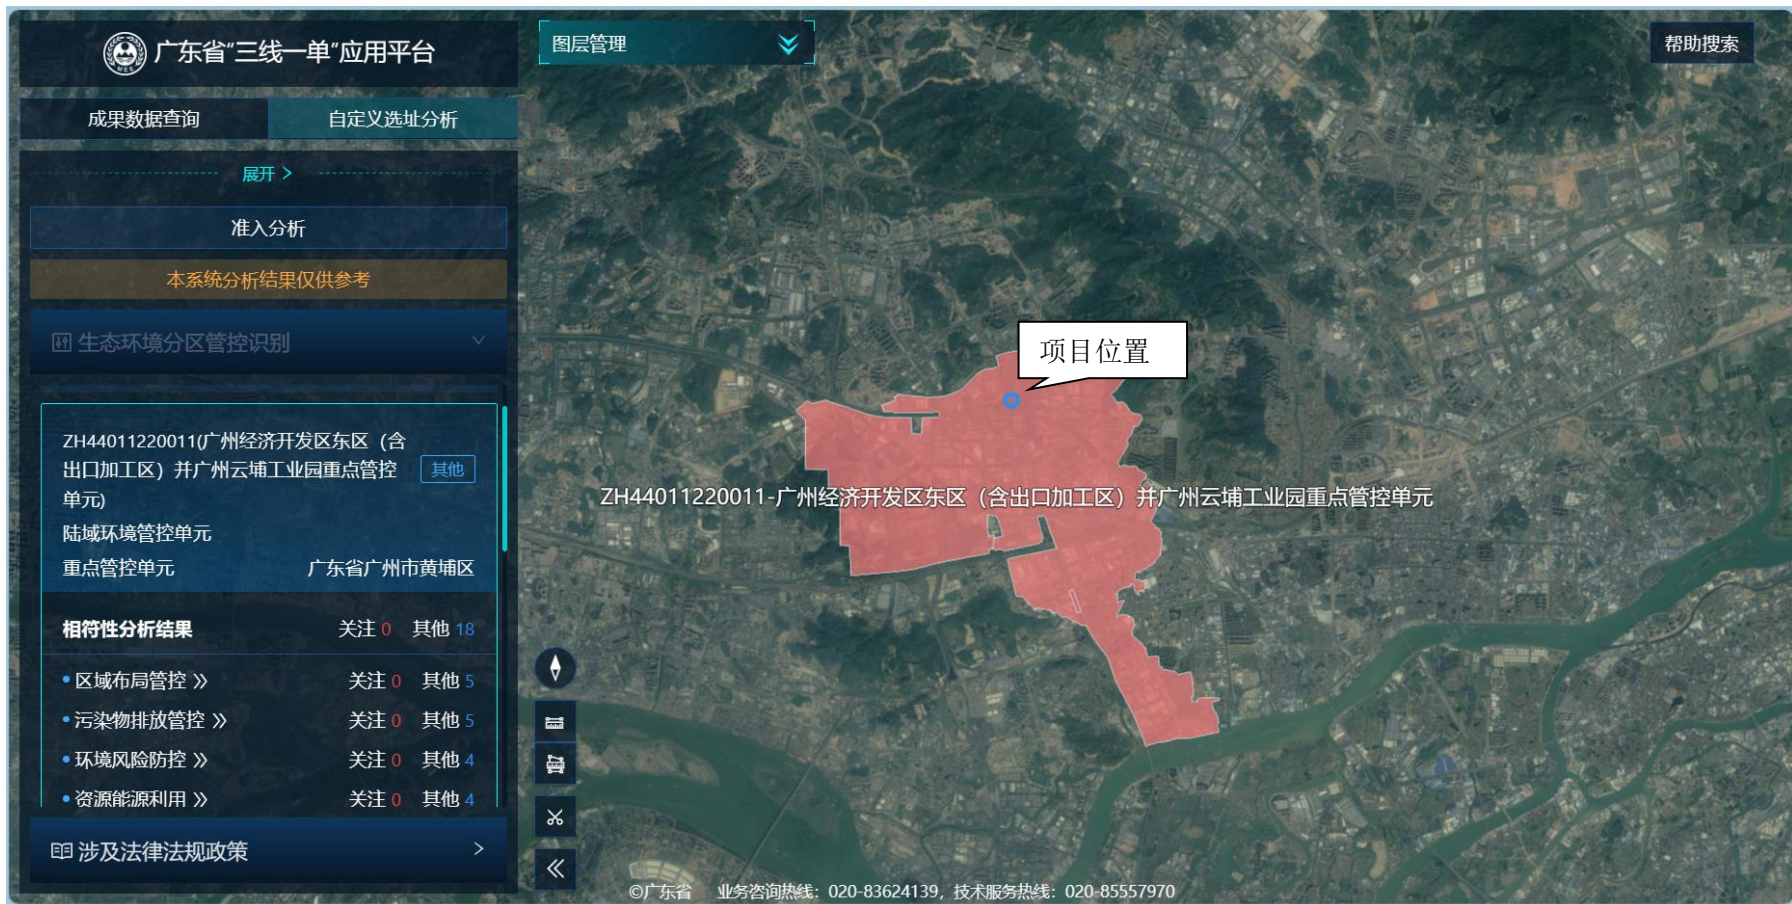 广东省“三线一单”应用平台
成果数据查询
自定义选址分析
展开 >
准入分析
本系统分析结果仅供参考
生态环境分区管控识别
ZH44011220011(广州经济开发区东区（含
出口加工区）并广州云埔工业园重点管控
单元)
其他
陆域环境管控单元
重点管控单元 广东省广州市黄埔区
相符性分析结果 关注 0 其他 18
区域布局管控 关注 0 其他 5
污染物排放管控 关注 0 其他 5
环境风险防控 关注 0 其他 4
资源能源利用 关注 0 其他 4
涉及法律法规政策
图层管理
帮助搜索
项目位置
ZH44011220011-广州经济开发区东区（含出口加工区）并广州云埔工业园重点管控单元
©广东省 业务咨询热线：020-83624139，技术服务热线：020-85557970